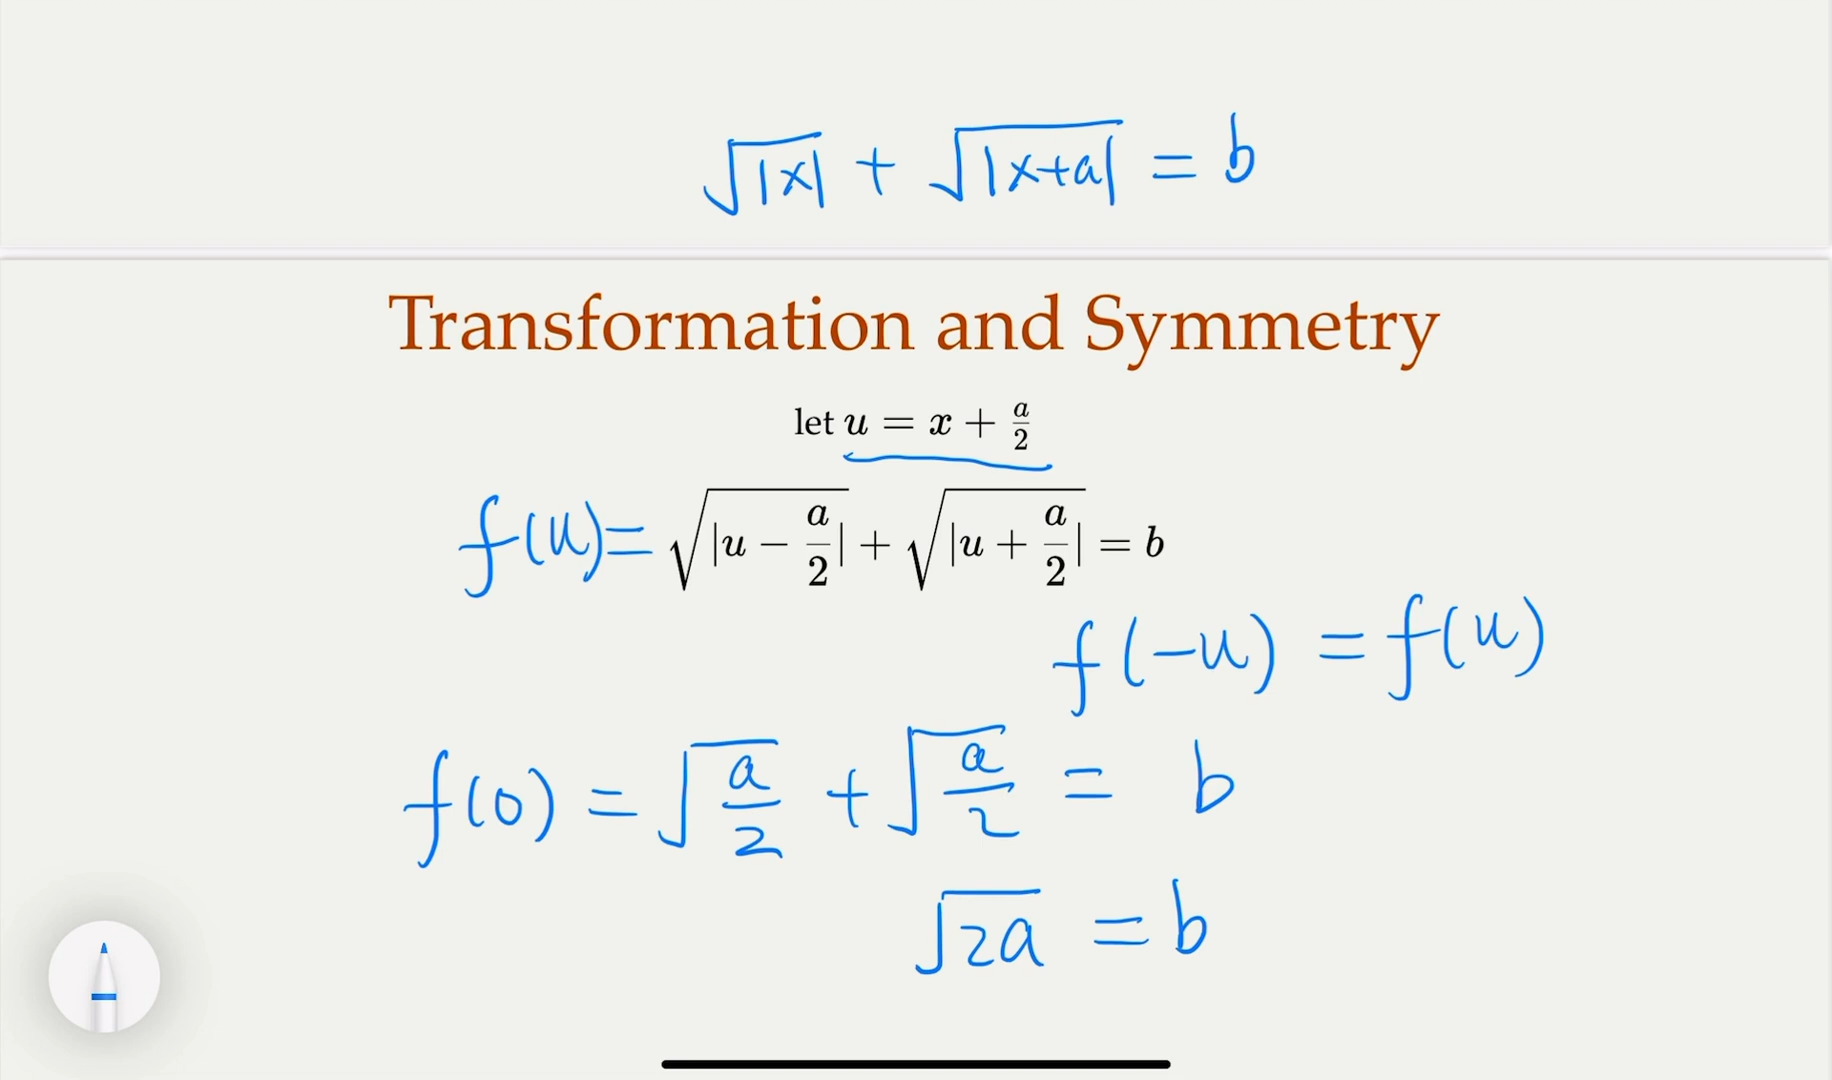 √|x| + √|x+a| = b
Transformation and Symmetry
let u = x + a/2
f(u)= √|u − a/2| + √|u + a/2| = b
f(-u) = f(u)
f(0) = √a/2 + √a/2 = b
√2a = b